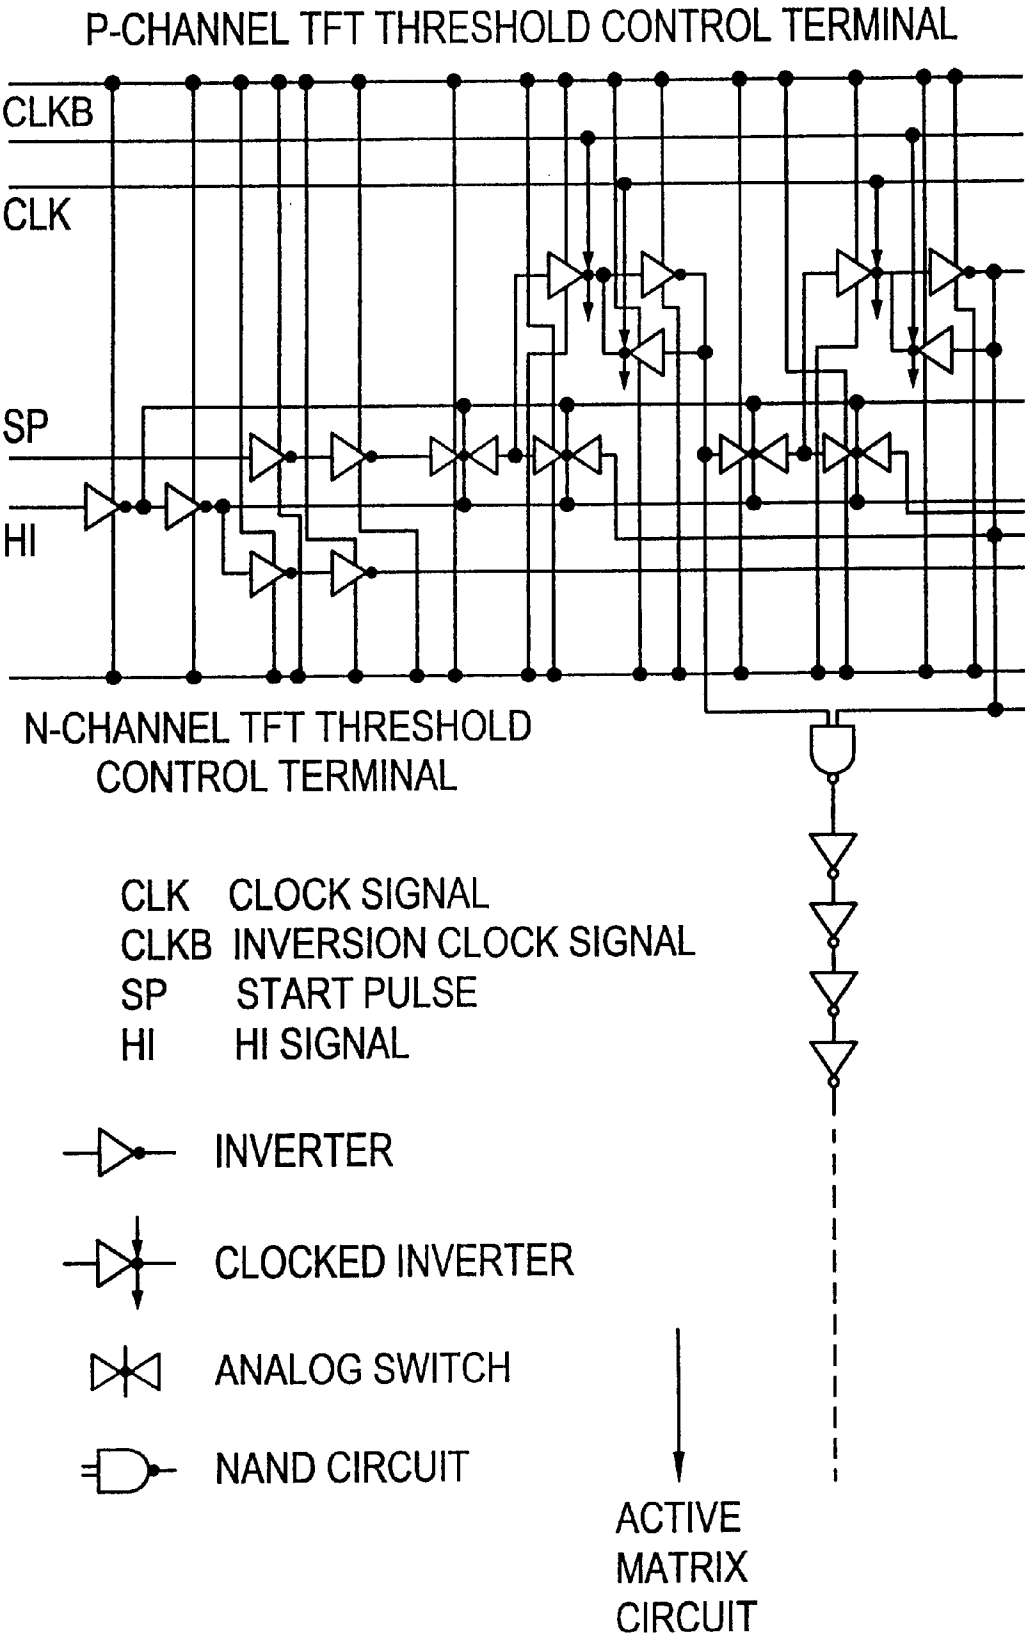 P-CHANNEL TFT THRESHOLD CONTROL TERMINAL
CLKB
CLK
SP
HI
N-CHANNEL TFT THRESHOLD
CONTROL TERMINAL
CLK CLOCK SIGNAL
CLKB INVERSION CLOCK SIGNAL
SP START PULSE
HI HI SIGNAL
INVERTER
CLOCKED INVERTER
ANALOG SWITCH
NAND CIRCUIT
ACTIVE
MATRIX
CIRCUIT